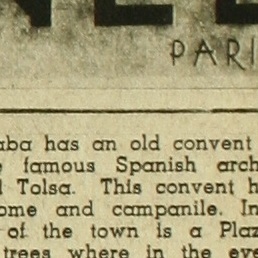 PARI
aba has an old convent
famous Spanish arch
Tolsa. This convent h
ome and campanile. In
of the town is a Plaz
trees where in the eve